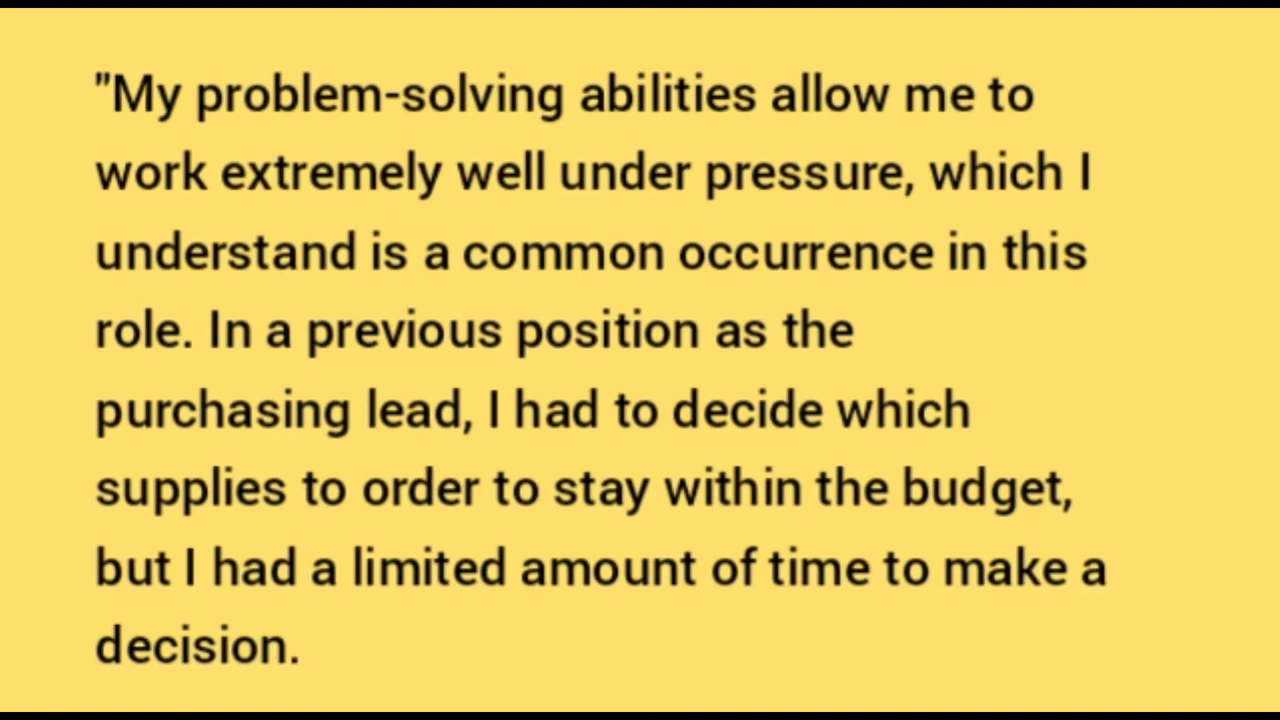 "My problem-solving abilities allow me to
work extremely well under pressure, which I
understand is a common occurrence in this
role. In a previous position as the
purchasing lead, I had to decide which
supplies to order to stay within the budget,
but I had a limited amount of time to make a
decision.